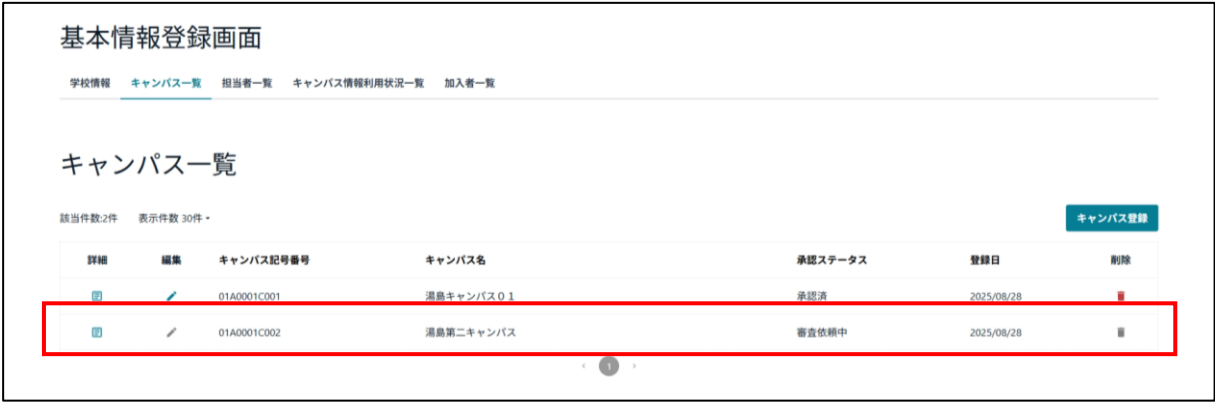 基本情報登録画面
学校情報 キャンパス一覧 担当者一覧 キャンパス情報利用状況一覧 加入者一覧
キャンパス一覧
該当件数:2件 表示件数 30件
キャンパス登録
詳細 編集 キャンパス記号番号 キャンパス名 承認ステータス 登録日 削除
01A0001C001 湯島キャンパス０１ 承認済 2025/08/28
01A0001C002 湯島第二キャンパス 審査依頼中 2025/08/28
‹ 1 ›